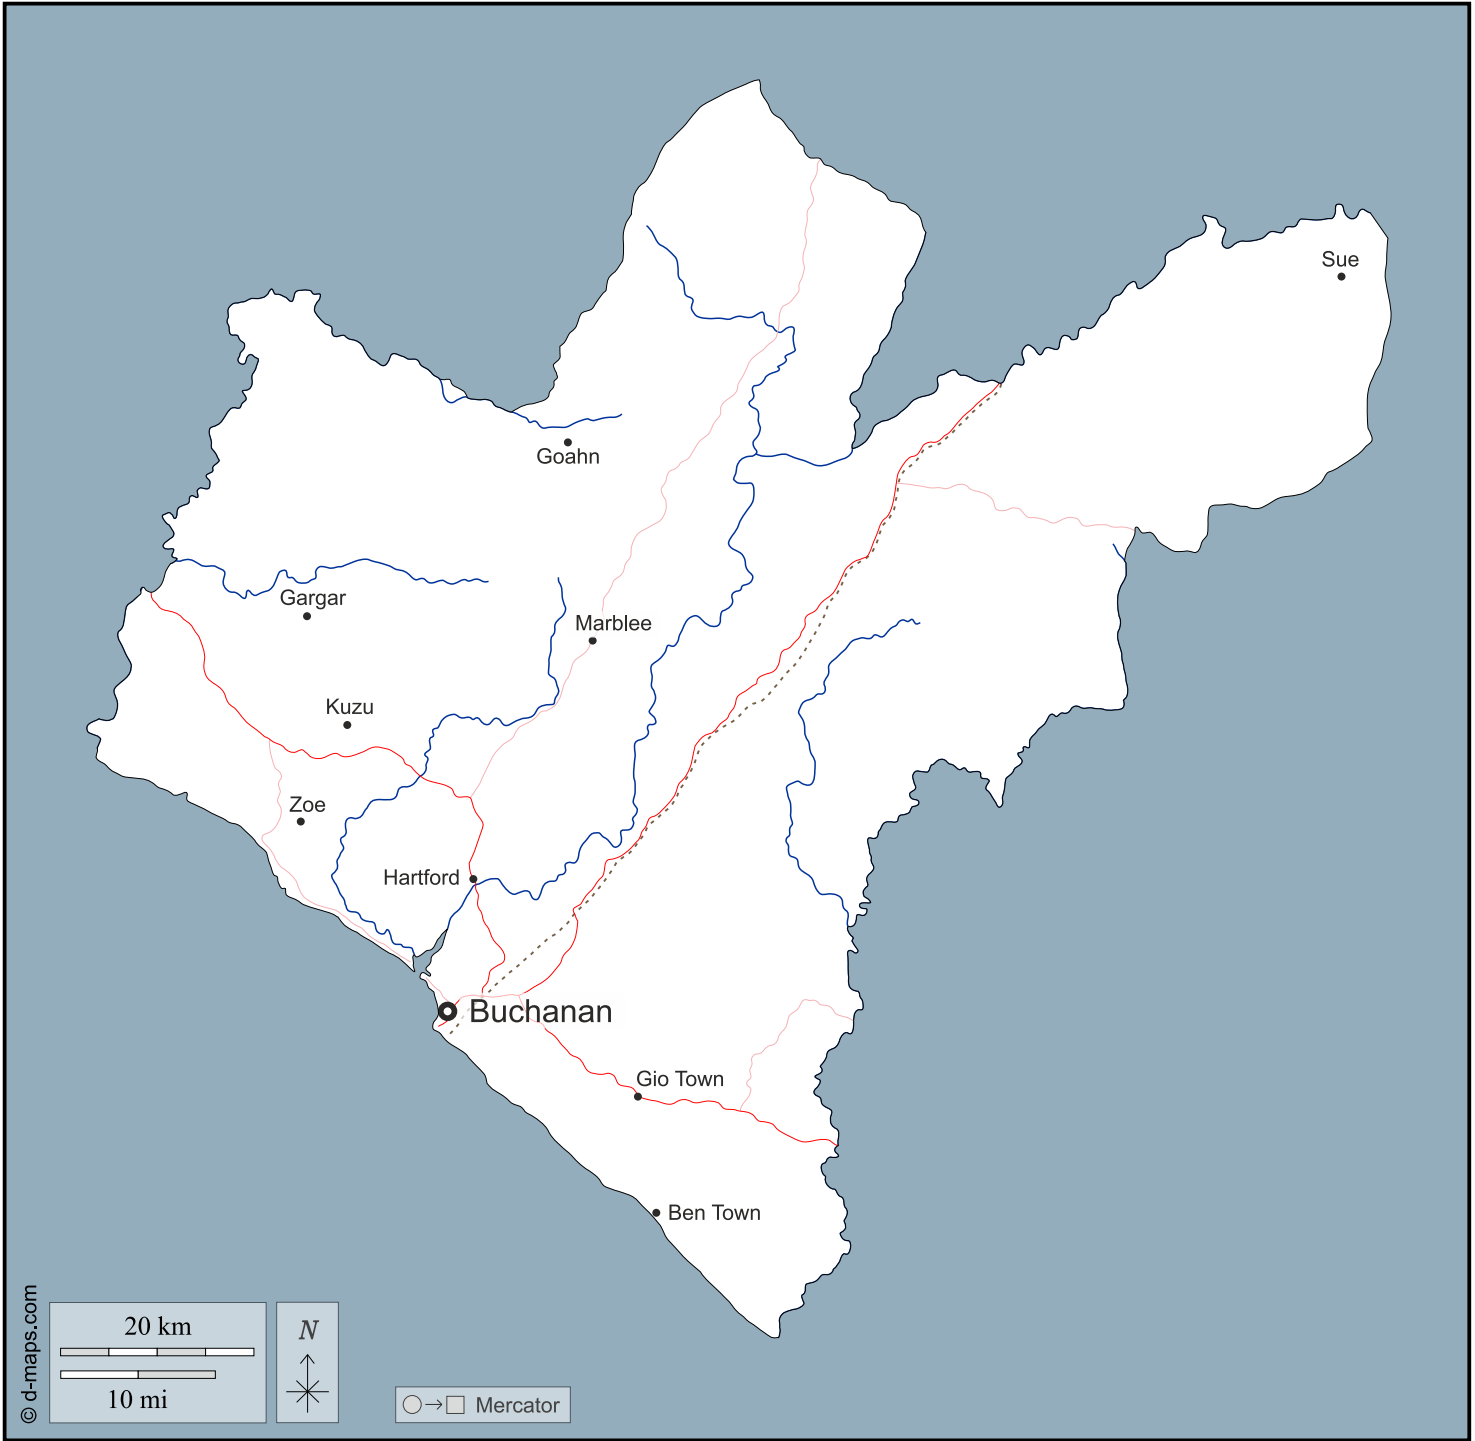 Sue
Goahn
Gargar
Marblee
Kuzu
Zoe
Hartford
Buchanan
Gio Town
Ben Town
© d-maps.com
20 km
10 mi
N
Mercator